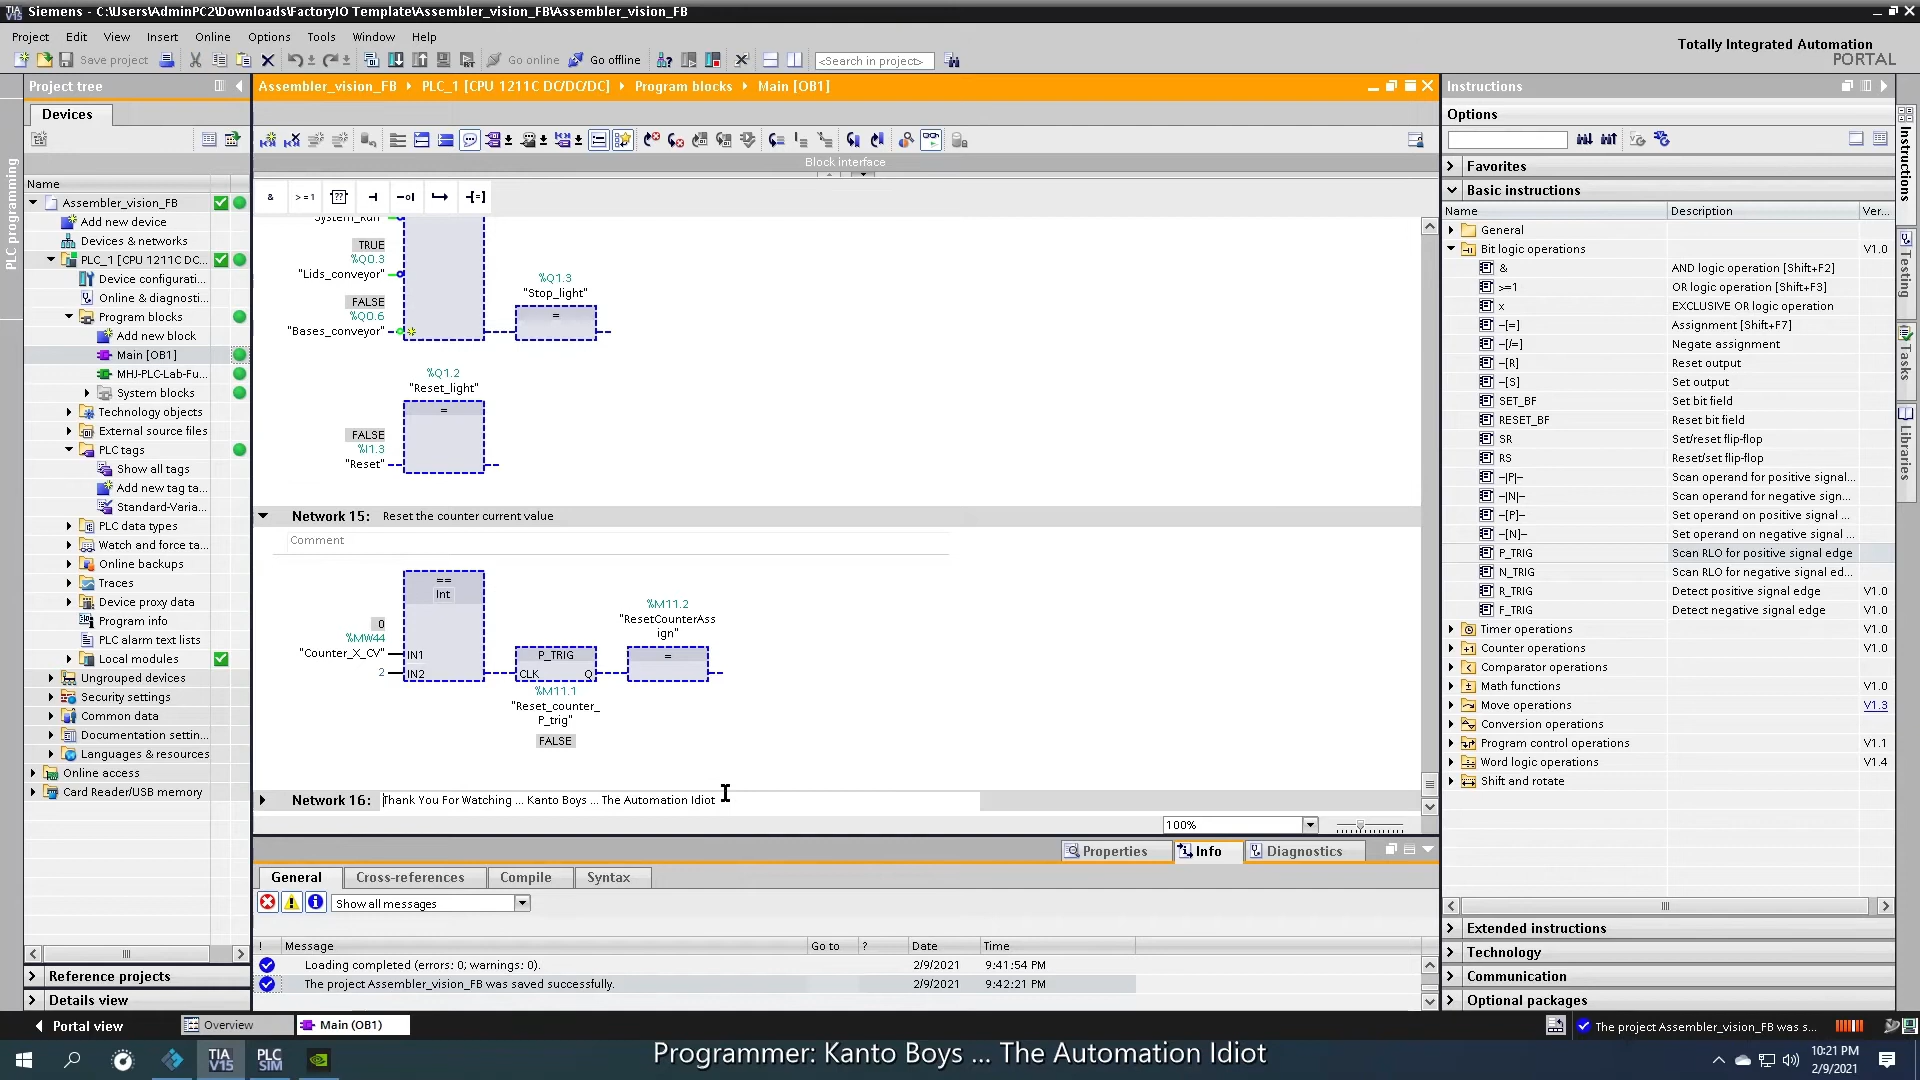 Siemens - C:\Users\AdminPC2\Downloads\FactoryIO Template\Assembler_vision_FB\Assembler_vision_FB
Project Edit View Insert Online Options Tools Window Help
Totally Integrated Automation
PORTAL
Save project
Go online
Go offline
<Search in project>
Project tree
Devices
Name
Assembler_vision_FB
Add new device
Devices & networks
PLC_1 [CPU 1211C DC...
Device configurati...
Online & diagnosti...
Program blocks
Add new block
Main [OB1]
MHJ-PLC-Lab-Fu...
System blocks
Technology objects
External source files
PLC tags
Show all tags
Add new tag ta...
Standard-Varia...
PLC data types
Watch and force ta...
Online backups
Traces
Device proxy data
Program info
PLC alarm text lists
Local modules
Ungrouped devices
Security settings
Common data
Documentation settin...
Languages & resources
Online access
Card Reader/USB memory
Reference projects
Details view
PLC programming
Assembler_vision_FB PLC_1 [CPU 1211C DC/DC/DC] Program blocks Main [OB1]
Block interface
& >=1 ??
System_Run"
TRUE
%Q0.3
"Lids_conveyor"
FALSE
%Q0.6
"Bases_conveyor"
%Q1.3
"Stop_light"
=
%Q1.2
"Reset_light"
=
FALSE
%I1.3
"Reset"
Network 15: Reset the counter current value
Comment
==
Int
0
%MW44
"Counter_X_CV" IN1
2 IN2
P_TRIG
CLK Q
%M11.1
"Reset_counter_
P_trig"
FALSE
%M11.2
"ResetCounterAss
ign"
=
Network 16: Thank You For Watching ... Kanto Boys ... The Automation Idiot
100%
Properties Info Diagnostics
General Cross-references Compile Syntax
Show all messages
! Message Go to ? Date Time
Loading completed (errors: 0; warnings: 0). 2/9/2021 9:41:54 PM
The project Assembler_vision_FB was saved successfully. 2/9/2021 9:42:21 PM
Instructions
Options
Favorites
Basic instructions
Name Description Ver...
General
Bit logic operations V1.0
& AND logic operation [Shift+F2]
>=1 OR logic operation [Shift+F3]
x EXCLUSIVE OR logic operation
-[=] Assignment [Shift+F7]
-[/=] Negate assignment
-[R] Reset output
-[S] Set output
SET_BF Set bit field
RESET_BF Reset bit field
SR Set/reset flip-flop
RS Reset/set flip-flop
-|P|- Scan operand for positive signal...
-|N|- Scan operand for negative sign...
-[P]- Set operand on positive signal ...
-[N]- Set operand on negative signal ...
P_TRIG Scan RLO for positive signal edge
N_TRIG Scan RLO for negative signal ed...
R_TRIG Detect positive signal edge V1.0
F_TRIG Detect negative signal edge V1.0
Timer operations V1.0
Counter operations V1.0
Comparator operations
Math functions V1.0
Move operations V1.3
Conversion operations
Program control operations V1.1
Word logic operations V1.4
Shift and rotate
Extended instructions
Technology
Communication
Optional packages
Instructions
Testing
Tasks
Libraries
Portal view
Overview
Main (OB1)
The project Assembler_vision_FB was s...
TIA
V15
PLC
SIM
Programmer: Kanto Boys ... The Automation Idiot
10:21 PM
2/9/2021